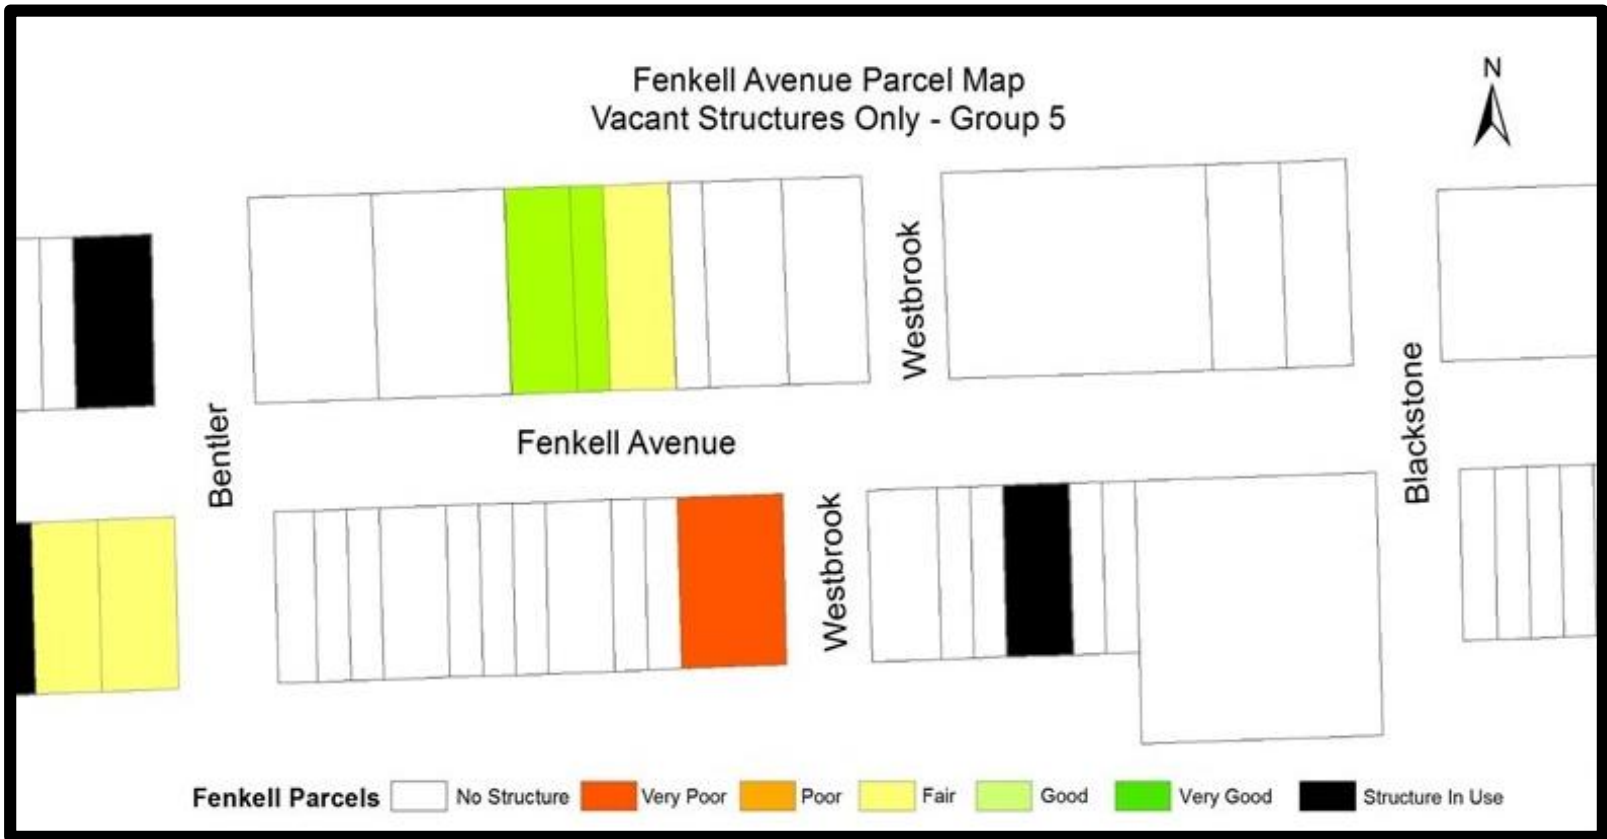 Fenkell Avenue Parcel Map
Vacant Structures Only - Group 5
N
Westbrook
Blackstone
Bentler
Fenkell Avenue
Westbrook
Fenkell Parcels No Structure Very Poor Poor Fair Good Very Good Structure In Use